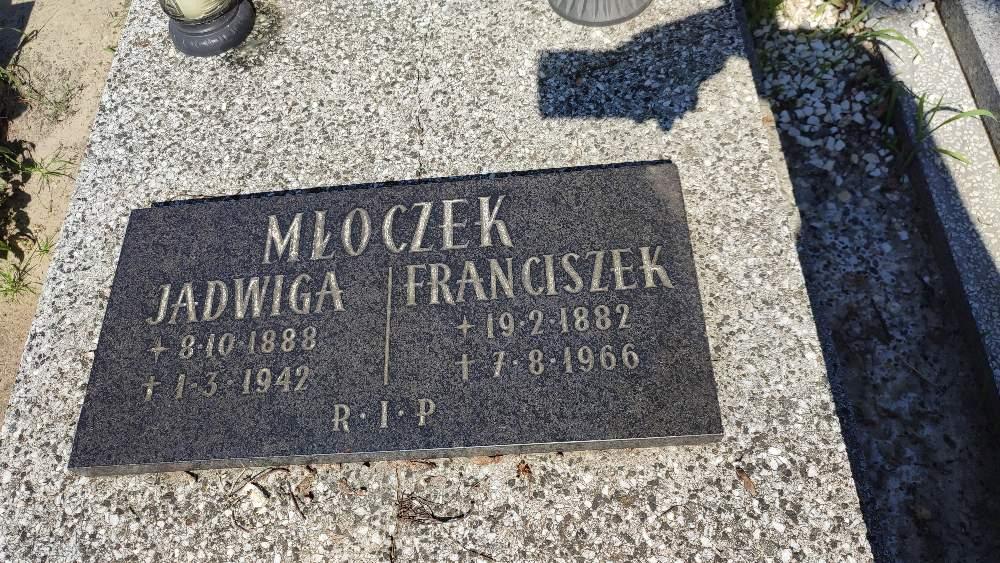 MŁOCZEK
JADWIGA
+ 8·10·1888
† 1·3·1942
FRANCISZEK
+ 19·2·1882
† 7·8·1966
R·I·P